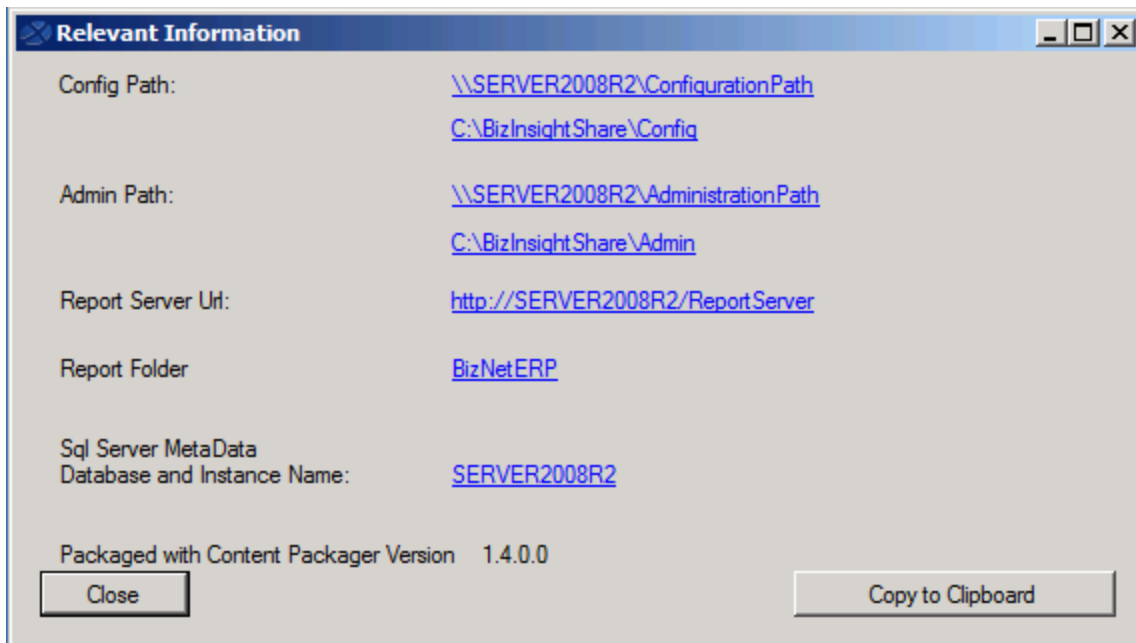 Relevant Information
Config Path: \\SERVER2008R2\ConfigurationPath
C:\BizInsightShare\Config
Admin Path: \\SERVER2008R2\AdministrationPath
C:\BizInsightShare\Admin
Report Server Url: http://SERVER2008R2/ReportServer
Report Folder BizNetERP
Sql Server MetaData
Database and Instance Name: SERVER2008R2
Packaged with Content Packager Version 1.4.0.0
Close Copy to Clipboard